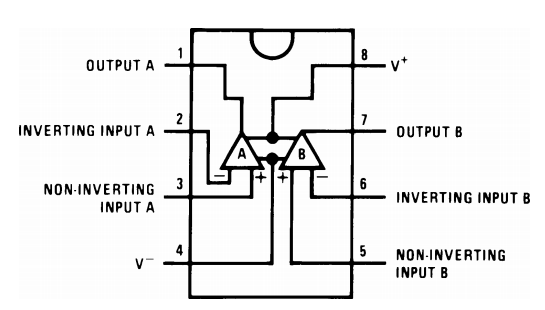 1
OUTPUT A
8
V+
2
INVERTING INPUT A
7
OUTPUT B
A
B
− + + −
3
NON-INVERTING
INPUT A
6
INVERTING INPUT B
4
V−
5
NON-INVERTING
INPUT B